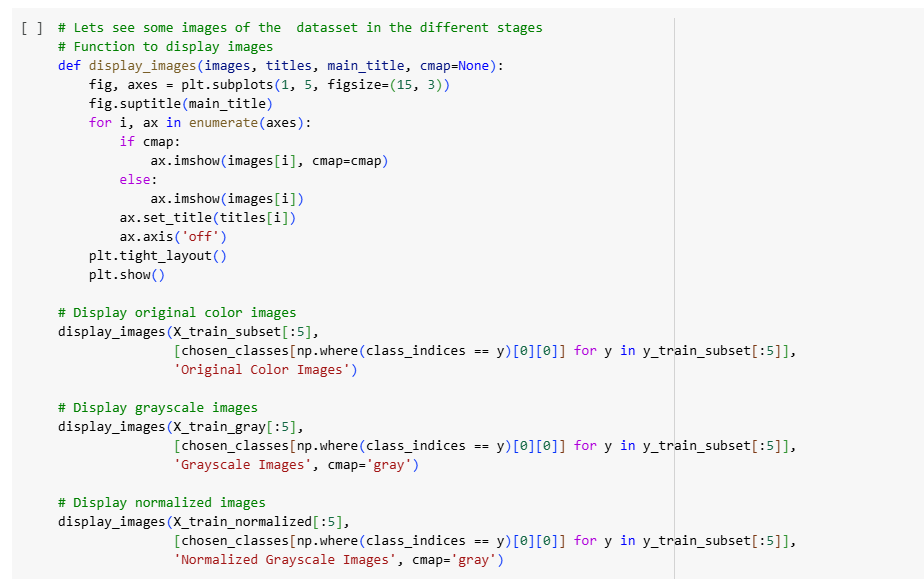 [ ] # Lets see some images of the  datasset in the different stages
# Function to display images
def display_images(images, titles, main_title, cmap=None):
    fig, axes = plt.subplots(1, 5, figsize=(15, 3))
    fig.suptitle(main_title)
    for i, ax in enumerate(axes):
        if cmap:
            ax.imshow(images[i], cmap=cmap)
        else:
            ax.imshow(images[i])
        ax.set_title(titles[i])
        ax.axis('off')
    plt.tight_layout()
    plt.show()

# Display original color images
display_images(X_train_subset[:5],
               [chosen_classes[np.where(class_indices == y)[0][0]] for y in y_train_subset[:5]],
               'Original Color Images')

# Display grayscale images
display_images(X_train_gray[:5],
               [chosen_classes[np.where(class_indices == y)[0][0]] for y in y_train_subset[:5]],
               'Grayscale Images', cmap='gray')

# Display normalized images
display_images(X_train_normalized[:5],
               [chosen_classes[np.where(class_indices == y)[0][0]] for y in y_train_subset[:5]],
               'Normalized Grayscale Images', cmap='gray')